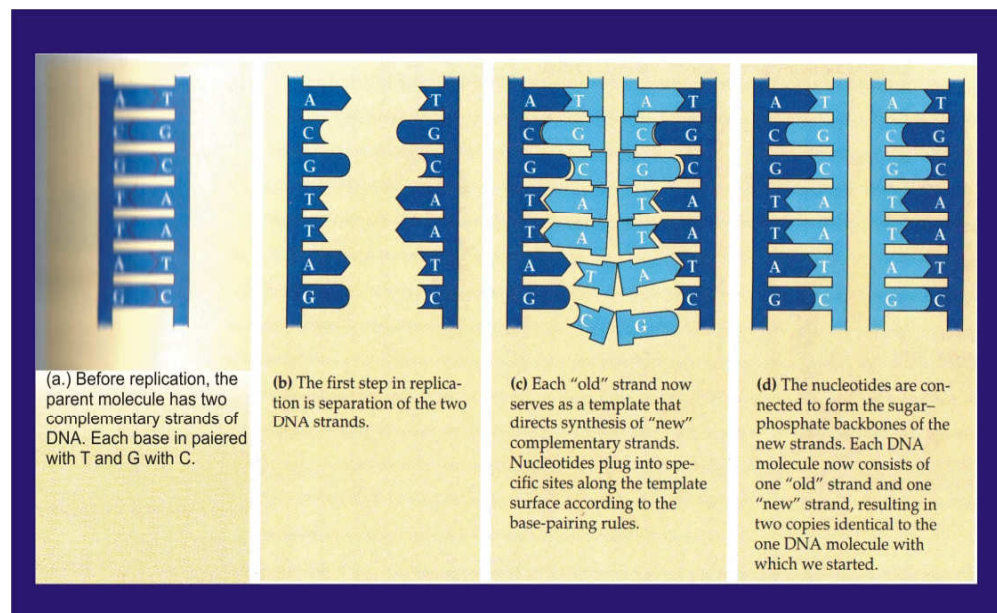 A T
C G
G C
T A
T A
A T
G C
(a.) Before replication, the
parent molecule has two
complementary strands of
DNA. Each base in paiered
with T and G with C.
A T
C G
G C
T A
T A
A T
G C
(b) The first step in replica-
tion is separation of the two
DNA strands.
A T A T
C G C G
G C G C
T A T A
T A T A
A T A T
G C G C
(c) Each “old” strand now
serves as a template that
directs synthesis of “new”
complementary strands.
Nucleotides plug into spe-
cific sites along the template
surface according to the
base-pairing rules.
A T A T
C G C G
G C G C
T A T A
T A T A
A T A T
G C G C
(d) The nucleotides are con-
nected to form the sugar–
phosphate backbones of the
new strands. Each DNA
molecule now consists of
one “old” strand and one
“new” strand, resulting in
two copies identical to the
one DNA molecule with
which we started.